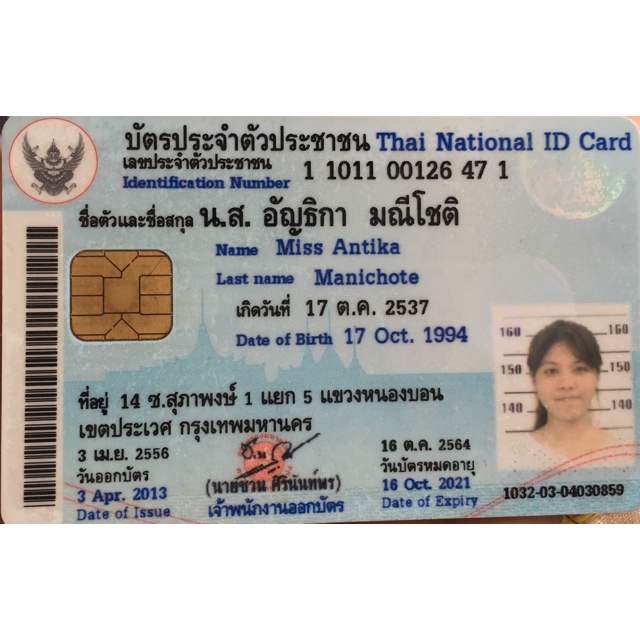 บัตรประจำตัวประชาชน Thai National ID Card
เลขประจำตัวประชาชน
Identification Number 1 1011 00126 47 1
ชื่อตัวและชื่อสกุล น.ส. อัญธิกา มณีโชติ
Name Miss Antika
Last name Manichote
เกิดวันที่ 17 ต.ค. 2537
Date of Birth 17 Oct. 1994
160 160
150 150
140 140
ที่อยู่ 14 ซ.สุภาพงษ์ 1 แยก 5 แขวงหนองบอน
เขตประเวศ กรุงเทพมหานคร
3 เม.ย. 2556
วันออกบัตร
3 Apr. 2013
Date of Issue
(นายชวน ศิรินันท์พร)
เจ้าพนักงานออกบัตร
16 ต.ค. 2564
วันบัตรหมดอายุ
16 Oct. 2021
Date of Expiry
1032-03-04030859